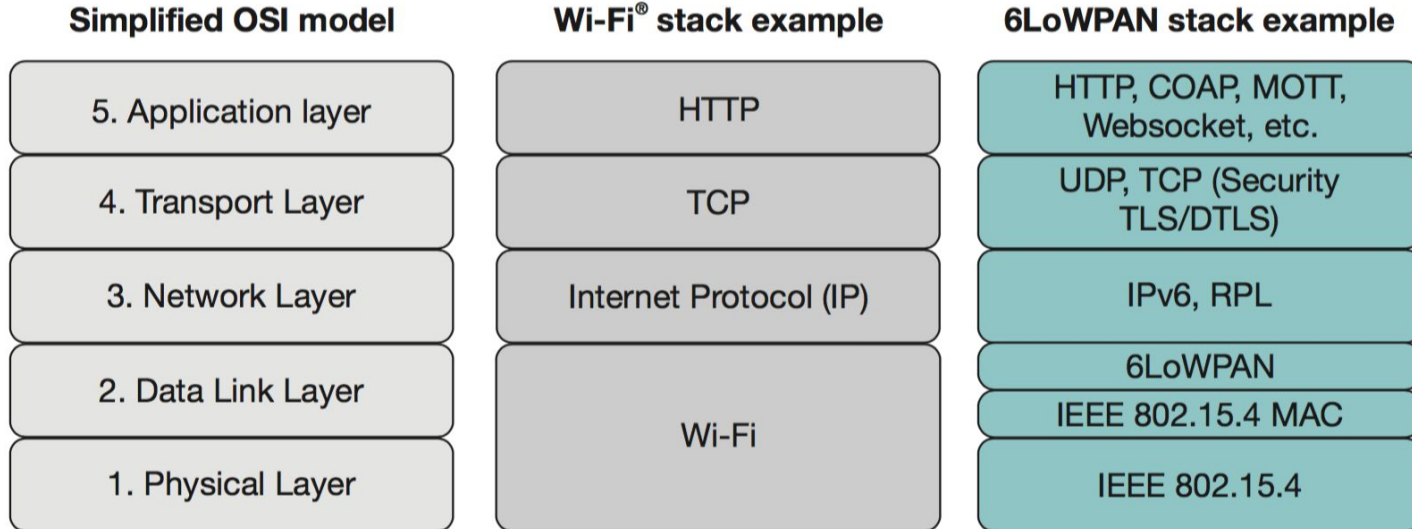 Simplified OSI model
Wi-Fi® stack example
6LoWPAN stack example
5. Application layer
HTTP
HTTP, COAP, MOTT,
Websocket, etc.
4. Transport Layer
TCP
UDP, TCP (Security
TLS/DTLS)
3. Network Layer
Internet Protocol (IP)
IPv6, RPL
2. Data Link Layer
Wi-Fi
6LoWPAN
IEEE 802.15.4 MAC
1. Physical Layer
IEEE 802.15.4